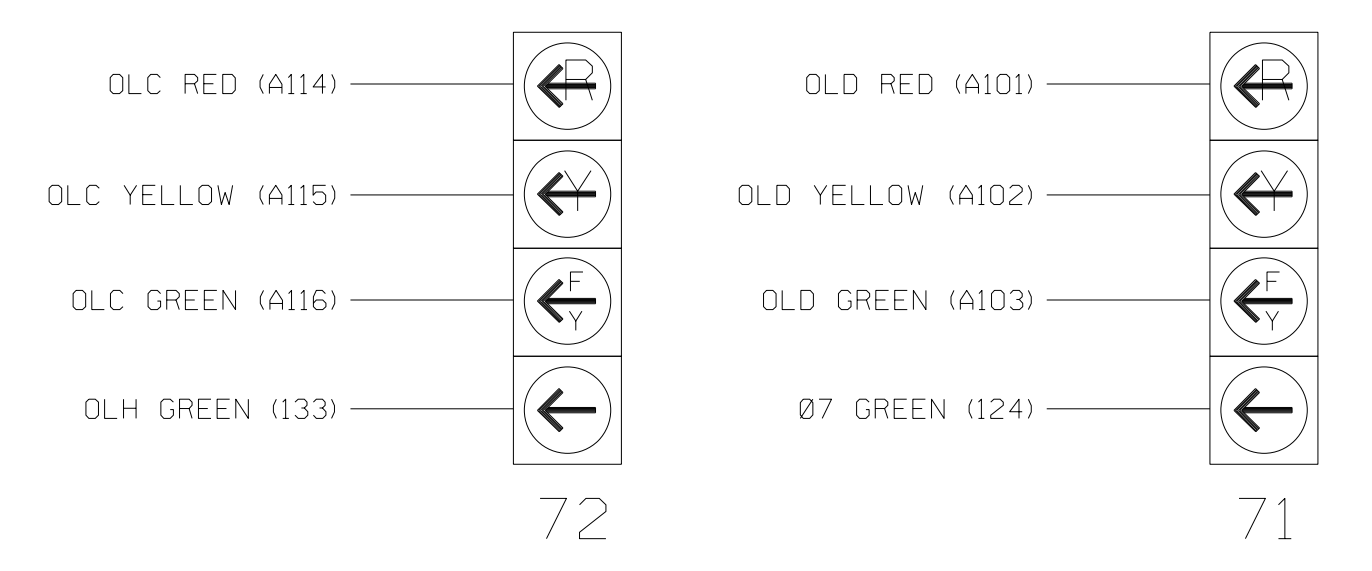 OLC RED (A114)
R
OLC YELLOW (A115)
Y
OLC GREEN (A116)
F
Y
OLH GREEN (133)
72
OLD RED (A101)
R
OLD YELLOW (A102)
Y
OLD GREEN (A103)
F
Y
Ø7 GREEN (124)
71